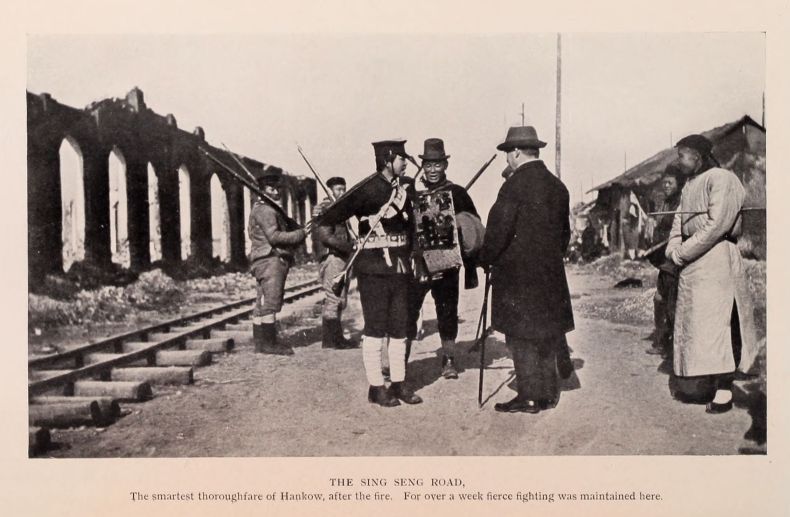 THE SING SENG ROAD,
The smartest thoroughfare of Hankow, after the fire. For over a week fierce fighting was maintained here.